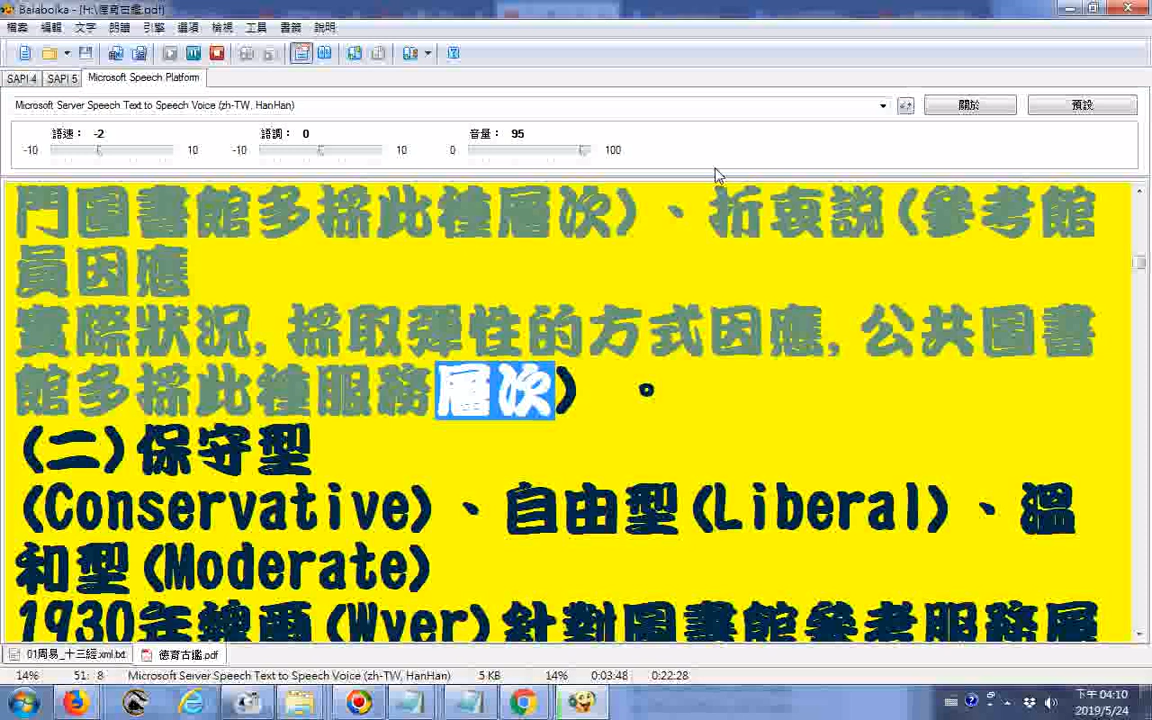 Balabolka - [H:\德育古鑑.pdf]
檔案 編輯 文字 朗讀 引擎 選項 檢視 工具 書籤 說明
SAPI 4 SAPI 5 Microsoft Speech Platform
Microsoft Server Speech Text to Speech Voice (zh-TW, HanHan) 關於 預設
語速: -2 語調: 0 音量: 95
-10 10 -10 10 0 100
門圖書館多採此種層次)、折衷說(參考館
員因應
實際狀況, 採取彈性的方式因應, 公共圖書
館多採此種服務層次) 。
(二)保守型
(Conservative)、自由型(Liberal)、溫
和型(Moderate)
1930年韓爾(Wyer)針對圖書館參考服務層
01周易_十三經.xml.txt 德育古鑑.pdf
14% 51: 8 Microsoft Server Speech Text to Speech Voice (zh-TW, HanHan) 5 KB 14% 0:03:48 0:22:28
下午 04:10
2019/5/24